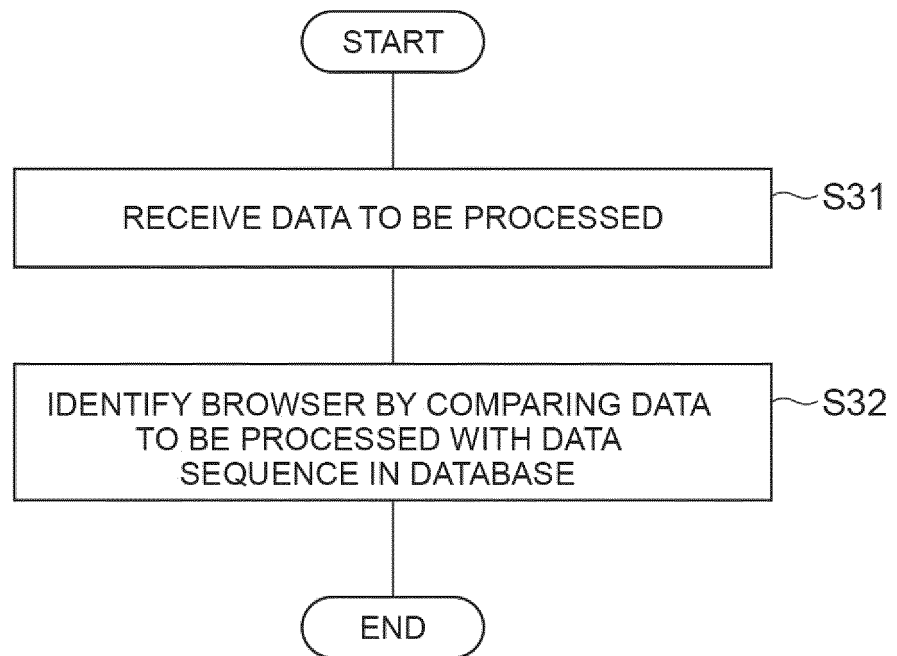 START
RECEIVE DATA TO BE PROCESSED
S31
IDENTIFY BROWSER BY COMPARING DATA
TO BE PROCESSED WITH DATA
SEQUENCE IN DATABASE
S32
END